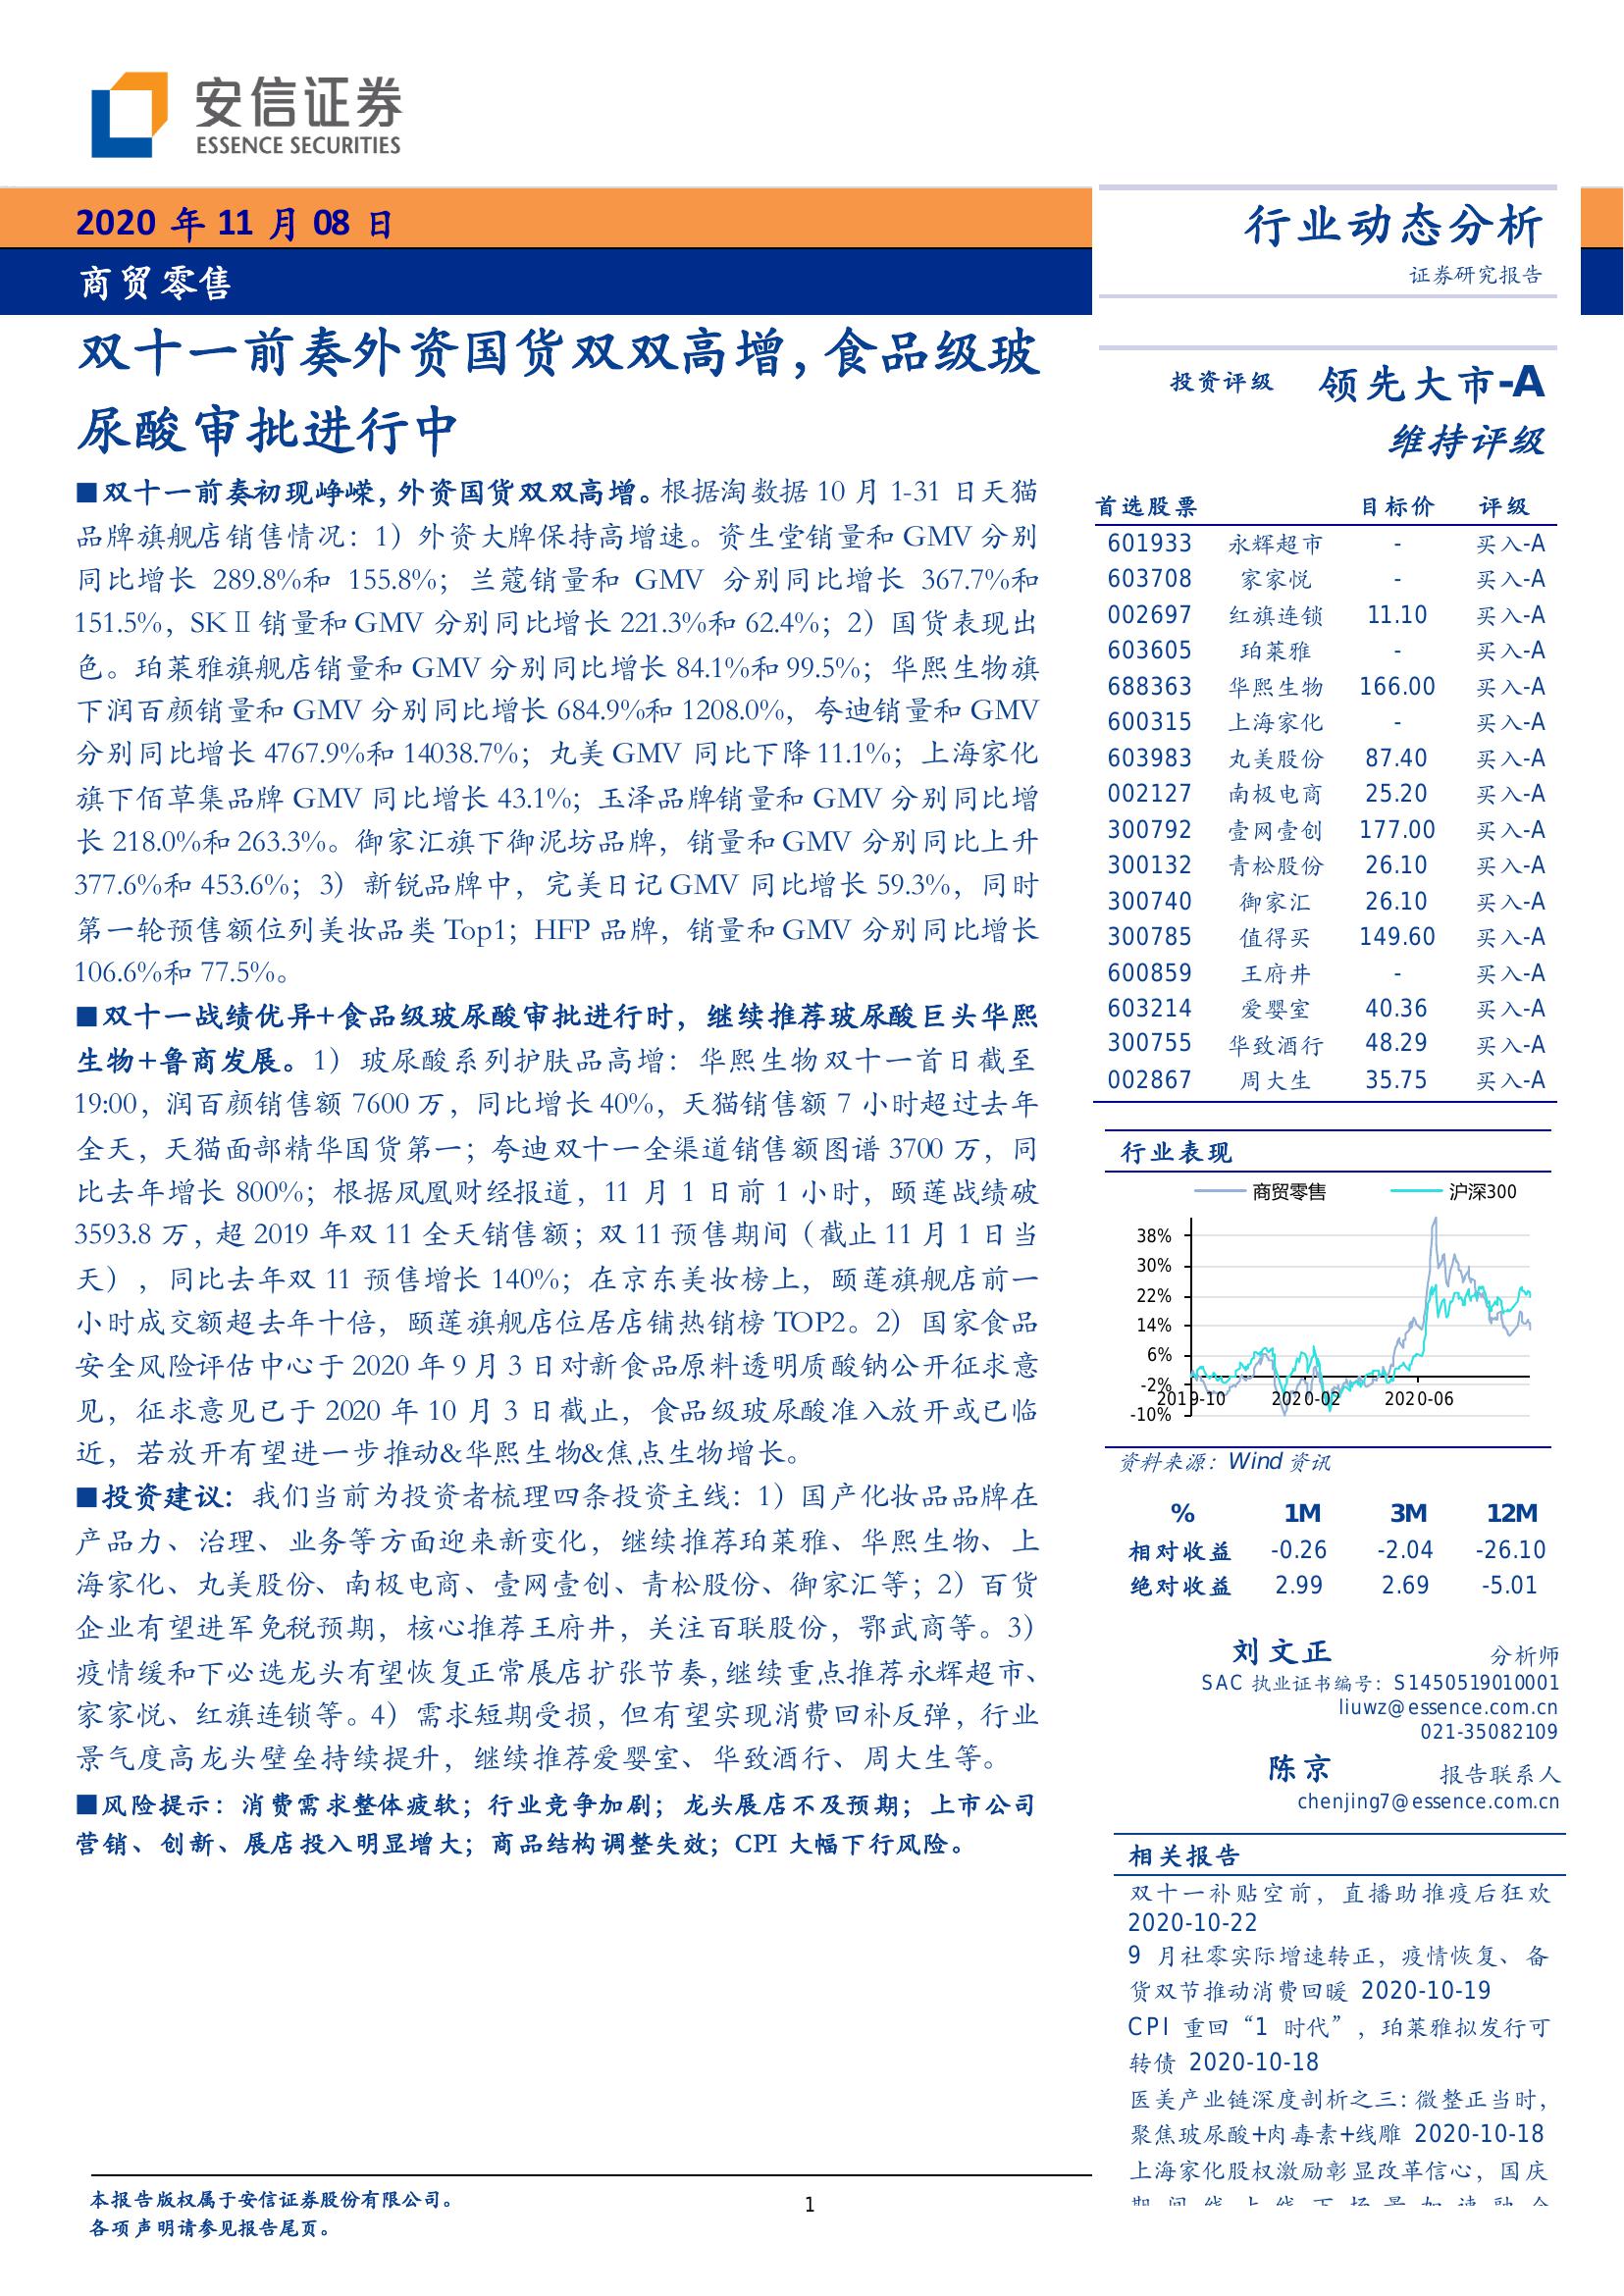 安信证券
ESSENCE SECURITIES
2020 年 11 月 08 日
商贸零售
双十一前奏外资国货双双高增，食品级玻
尿酸审批进行中
■双十一前奏初现峥嵘，外资国货双双高增。根据淘数据 10 月 1-31 日天猫
品牌旗舰店销售情况：1）外资大牌保持高增速。资生堂销量和 GMV 分别
同比增长 289.8%和 155.8%；兰蔻销量和 GMV 分别同比增长 367.7%和
151.5%，SKⅡ销量和 GMV 分别同比增长 221.3%和 62.4%；2）国货表现出
色。珀莱雅旗舰店销量和 GMV 分别同比增长 84.1%和 99.5%；华熙生物旗
下润百颜销量和 GMV 分别同比增长 684.9%和 1208.0%，夸迪销量和 GMV
分别同比增长 4767.9%和 14038.7%；丸美 GMV 同比下降 11.1%；上海家化
旗下佰草集品牌 GMV 同比增长 43.1%；玉泽品牌销量和 GMV 分别同比增
长 218.0%和 263.3%。御家汇旗下御泥坊品牌，销量和 GMV 分别同比上升
377.6%和 453.6%；3）新锐品牌中，完美日记 GMV 同比增长 59.3%，同时
第一轮预售额位列美妆品类 Top1；HFP 品牌，销量和 GMV 分别同比增长
106.6%和 77.5%。
■双十一战绩优异+食品级玻尿酸审批进行时，继续推荐玻尿酸巨头华熙
生物+鲁商发展。1）玻尿酸系列护肤品高增：华熙生物双十一首日截至
19:00，润百颜销售额 7600 万，同比增长 40%，天猫销售额 7 小时超过去年
全天，天猫面部精华国货第一；夸迪双十一全渠道销售额图谱 3700 万，同
比去年增长 800%；根据凤凰财经报道，11 月 1 日前 1 小时，颐莲战绩破
3593.8 万，超 2019 年双 11 全天销售额；双 11 预售期间（截止 11 月 1 日当
天），同比去年双 11 预售增长 140%；在京东美妆榜上，颐莲旗舰店前一
小时成交额超去年十倍，颐莲旗舰店位居店铺热销榜 TOP2。2）国家食品
安全风险评估中心于 2020 年 9 月 3 日对新食品原料透明质酸钠公开征求意
见，征求意见已于 2020 年 10 月 3 日截止，食品级玻尿酸准入放开或已临
近，若放开有望进一步推动&华熙生物&焦点生物增长。
■投资建议：我们当前为投资者梳理四条投资主线：1）国产化妆品品牌在
产品力、治理、业务等方面迎来新变化，继续推荐珀莱雅、华熙生物、上
海家化、丸美股份、南极电商、壹网壹创、青松股份、御家汇等；2）百货
企业有望进军免税预期，核心推荐王府井，关注百联股份，鄂武商等。3）
疫情缓和下必选龙头有望恢复正常展店扩张节奏，继续重点推荐永辉超市、
家家悦、红旗连锁等。4）需求短期受损，但有望实现消费回补反弹，行业
景气度高龙头壁垒持续提升，继续推荐爱婴室、华致酒行、周大生等。
■风险提示：消费需求整体疲软；行业竞争加剧；龙头展店不及预期；上市公司
营销、创新、展店投入明显增大；商品结构调整失效；CPI 大幅下行风险。
行业动态分析
证券研究报告
投资评级 领先大市-A
维持评级
首选股票 目标价 评级
601933 永辉超市 - 买入-A
603708 家家悦 - 买入-A
002697 红旗连锁 11.10 买入-A
603605 珀莱雅 - 买入-A
688363 华熙生物 166.00 买入-A
600315 上海家化 - 买入-A
603983 丸美股份 87.40 买入-A
002127 南极电商 25.20 买入-A
300792 壹网壹创 177.00 买入-A
300132 青松股份 26.10 买入-A
300740 御家汇 26.10 买入-A
300785 值得买 149.60 买入-A
600859 王府井 - 买入-A
603214 爱婴室 40.36 买入-A
300755 华致酒行 48.29 买入-A
002867 周大生 35.75 买入-A
行业表现
商贸零售 沪深300
38%
30%
22%
14%
6%
-2%
-10%
2019-10 2020-02 2020-06
资料来源：Wind 资讯
% 1M 3M 12M
相对收益 -0.26 -2.04 -26.10
绝对收益 2.99 2.69 -5.01
刘文正 分析师
SAC 执业证书编号：S1450519010001
liuwz@essence.com.cn
021-35082109
陈京 报告联系人
chenjing7@essence.com.cn
相关报告
双十一补贴空前，直播助推疫后狂欢
2020-10-22
9 月社零实际增速转正，疫情恢复、备
货双节推动消费回暖 2020-10-19
CPI 重回“1 时代”，珀莱雅拟发行可
转债 2020-10-18
医美产业链深度剖析之三：微整正当时，
聚焦玻尿酸+肉毒素+线雕 2020-10-18
上海家化股权激励彰显改革信心，国庆
本报告版权属于安信证券股份有限公司。
各项声明请参见报告尾页。
1